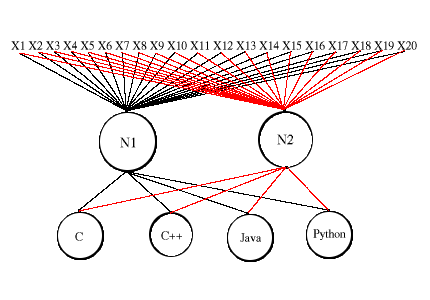 X1 X2 X3 X4 X5 X6 X7 X8 X9 X10 X11 X12 X13 X14 X15 X16 X17 X18 X19 X20
N1 N2
C C++ Java Python